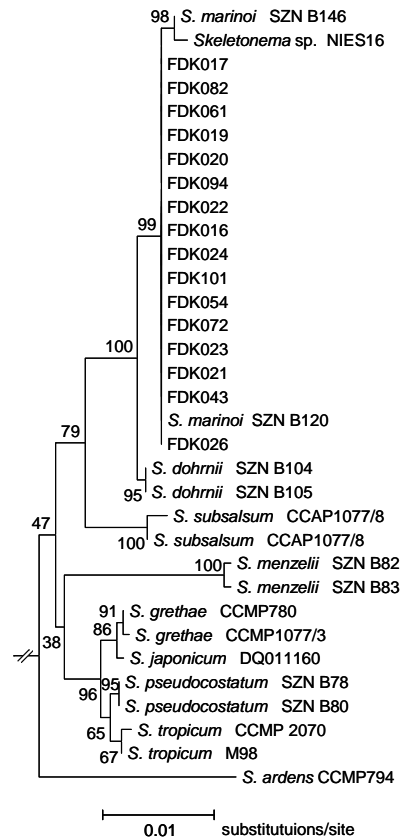 98 S. marinoi SZN B146
Skeletonema sp. NIES16
FDK017
FDK082
FDK061
FDK019
FDK020
FDK094
FDK022
99 FDK016
FDK024
FDK101
FDK054
FDK072
100 FDK023
FDK021
FDK043
S. marinoi SZN B120
79 FDK026
S. dohrnii SZN B104
95 S. dohrnii SZN B105
S. subsalsum CCAP1077/8
47 100 S. subsalsum CCAP1077/8
100 S. menzelii SZN B82
S. menzelii SZN B83
91 S. grethae CCMP780
86 S. grethae CCMP1077/3
38 S. japonicum DQ011160
95 S. pseudocostatum SZN B78
96 S. pseudocostatum SZN B80
65 S. tropicum CCMP 2070
67 S. tropicum M98
S. ardens CCMP794
0.01 substitutuions/site